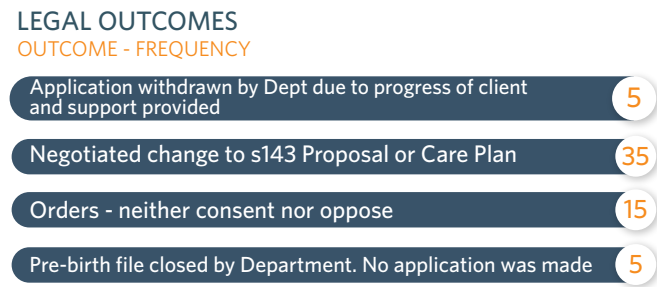 LEGAL OUTCOMES
OUTCOME - FREQUENCY
Application withdrawn by Dept due to progress of client
and support provided
5
Negotiated change to s143 Proposal or Care Plan
35
Orders - neither consent nor oppose
15
Pre-birth file closed by Department. No application was made
5